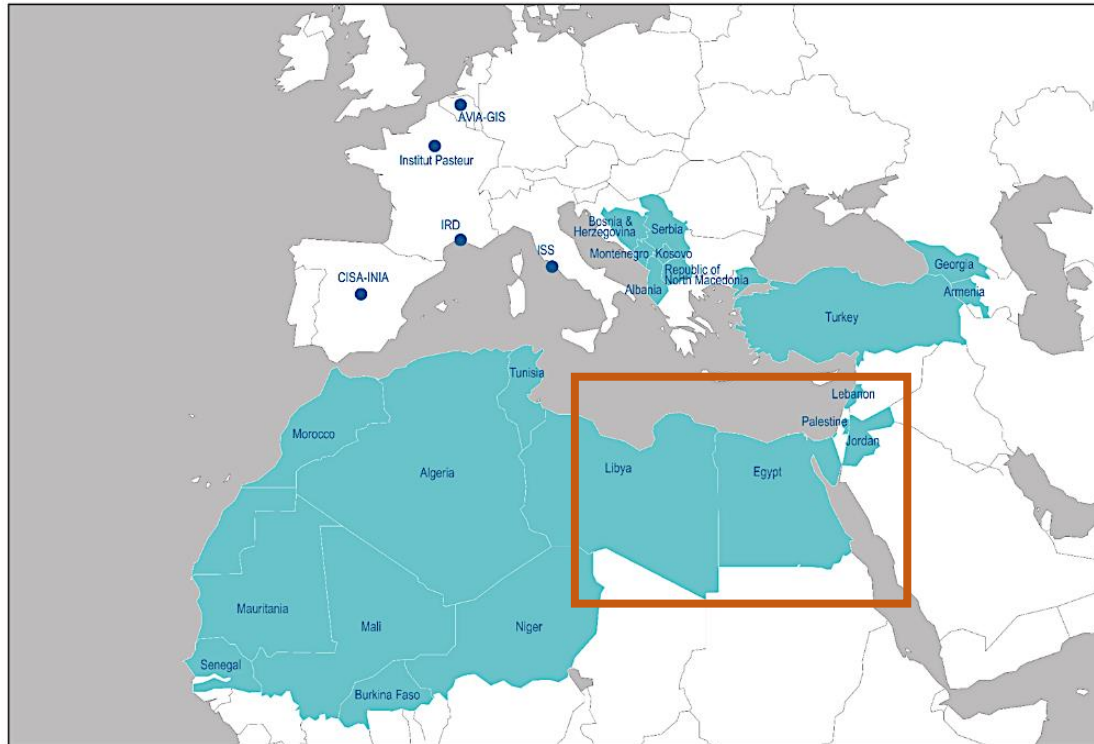 AVIA-GIS
Institut Pasteur
IRD
ISS
CISA-INIA
Bosnia &
Herzegovina
Serbia
Montenegro
Kosovo
Republic of
North Macedonia
Albania
Georgia
Armenia
Turkey
Tunisia
Lebanon
Palestine
Jordan
Morocco
Algeria
Libya
Egypt
Mauritania
Mali
Niger
Senegal
Burkina Faso